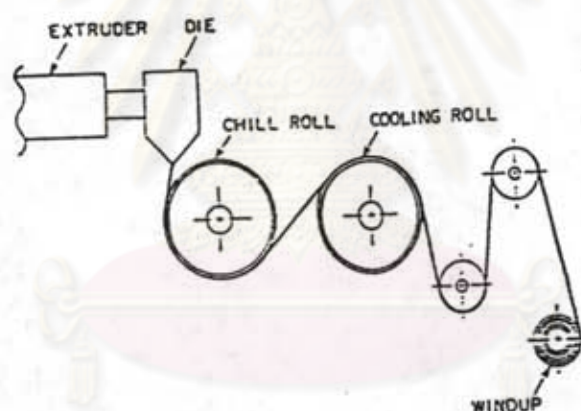 EXTRUDER
DIE
CHILL ROLL
COOLING ROLL
WINDUP